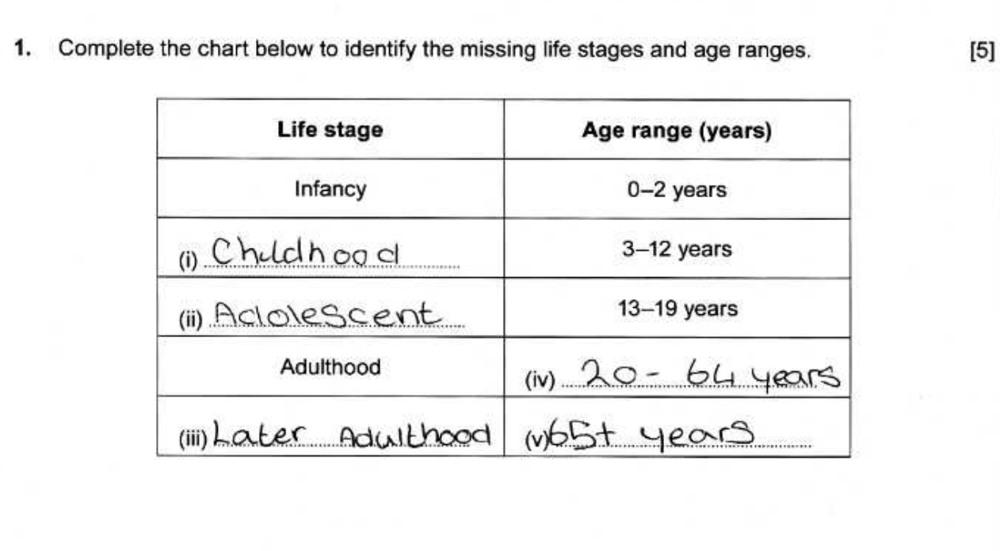 1. Complete the chart below to identify the missing life stages and age ranges. [5]
Life stage Age range (years)
Infancy 0–2 years
(i) Childhood 3–12 years
(ii) Adolescent 13–19 years
Adulthood (iv) 20 - 64 years
(iii) Later Adulthood (v) 65+ years